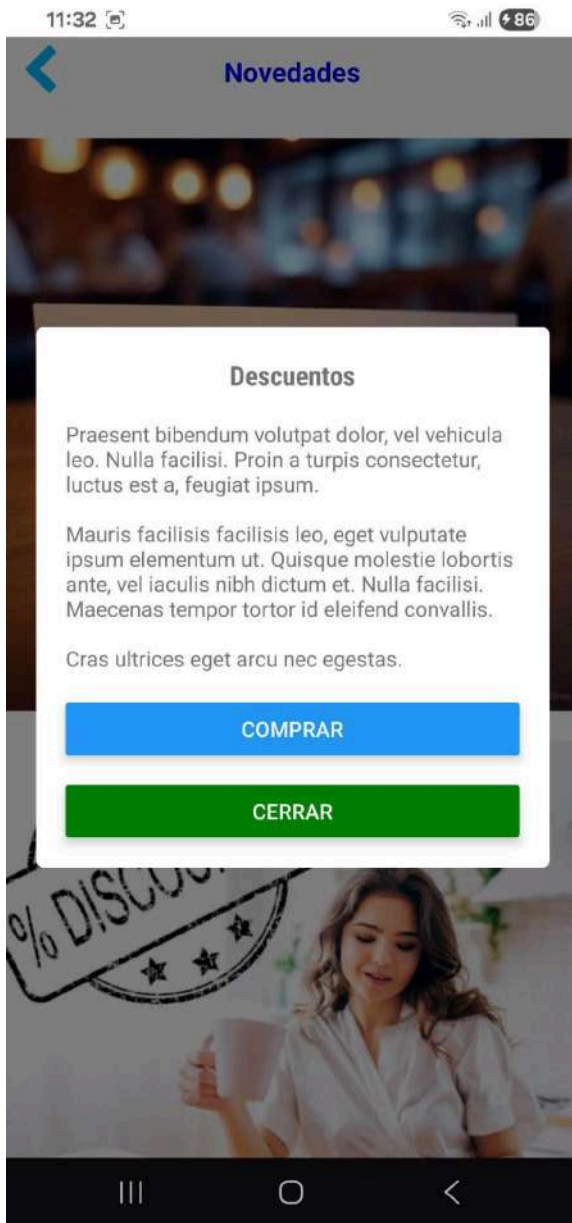 11:32
86
Novedades
Descuentos
Praesent bibendum volutpat dolor, vel vehicula
leo. Nulla facilisi. Proin a turpis consectetur,
luctus est a, feugiat ipsum.
Mauris facilisis facilisis leo, eget vulputate
ipsum elementum ut. Quisque molestie lobortis
ante, vel iaculis nibh dictum et. Nulla facilisi.
Maecenas tempor tortor id eleifend convallis.
Cras ultrices eget arcu nec egestas.
COMPRAR
CERRAR
%